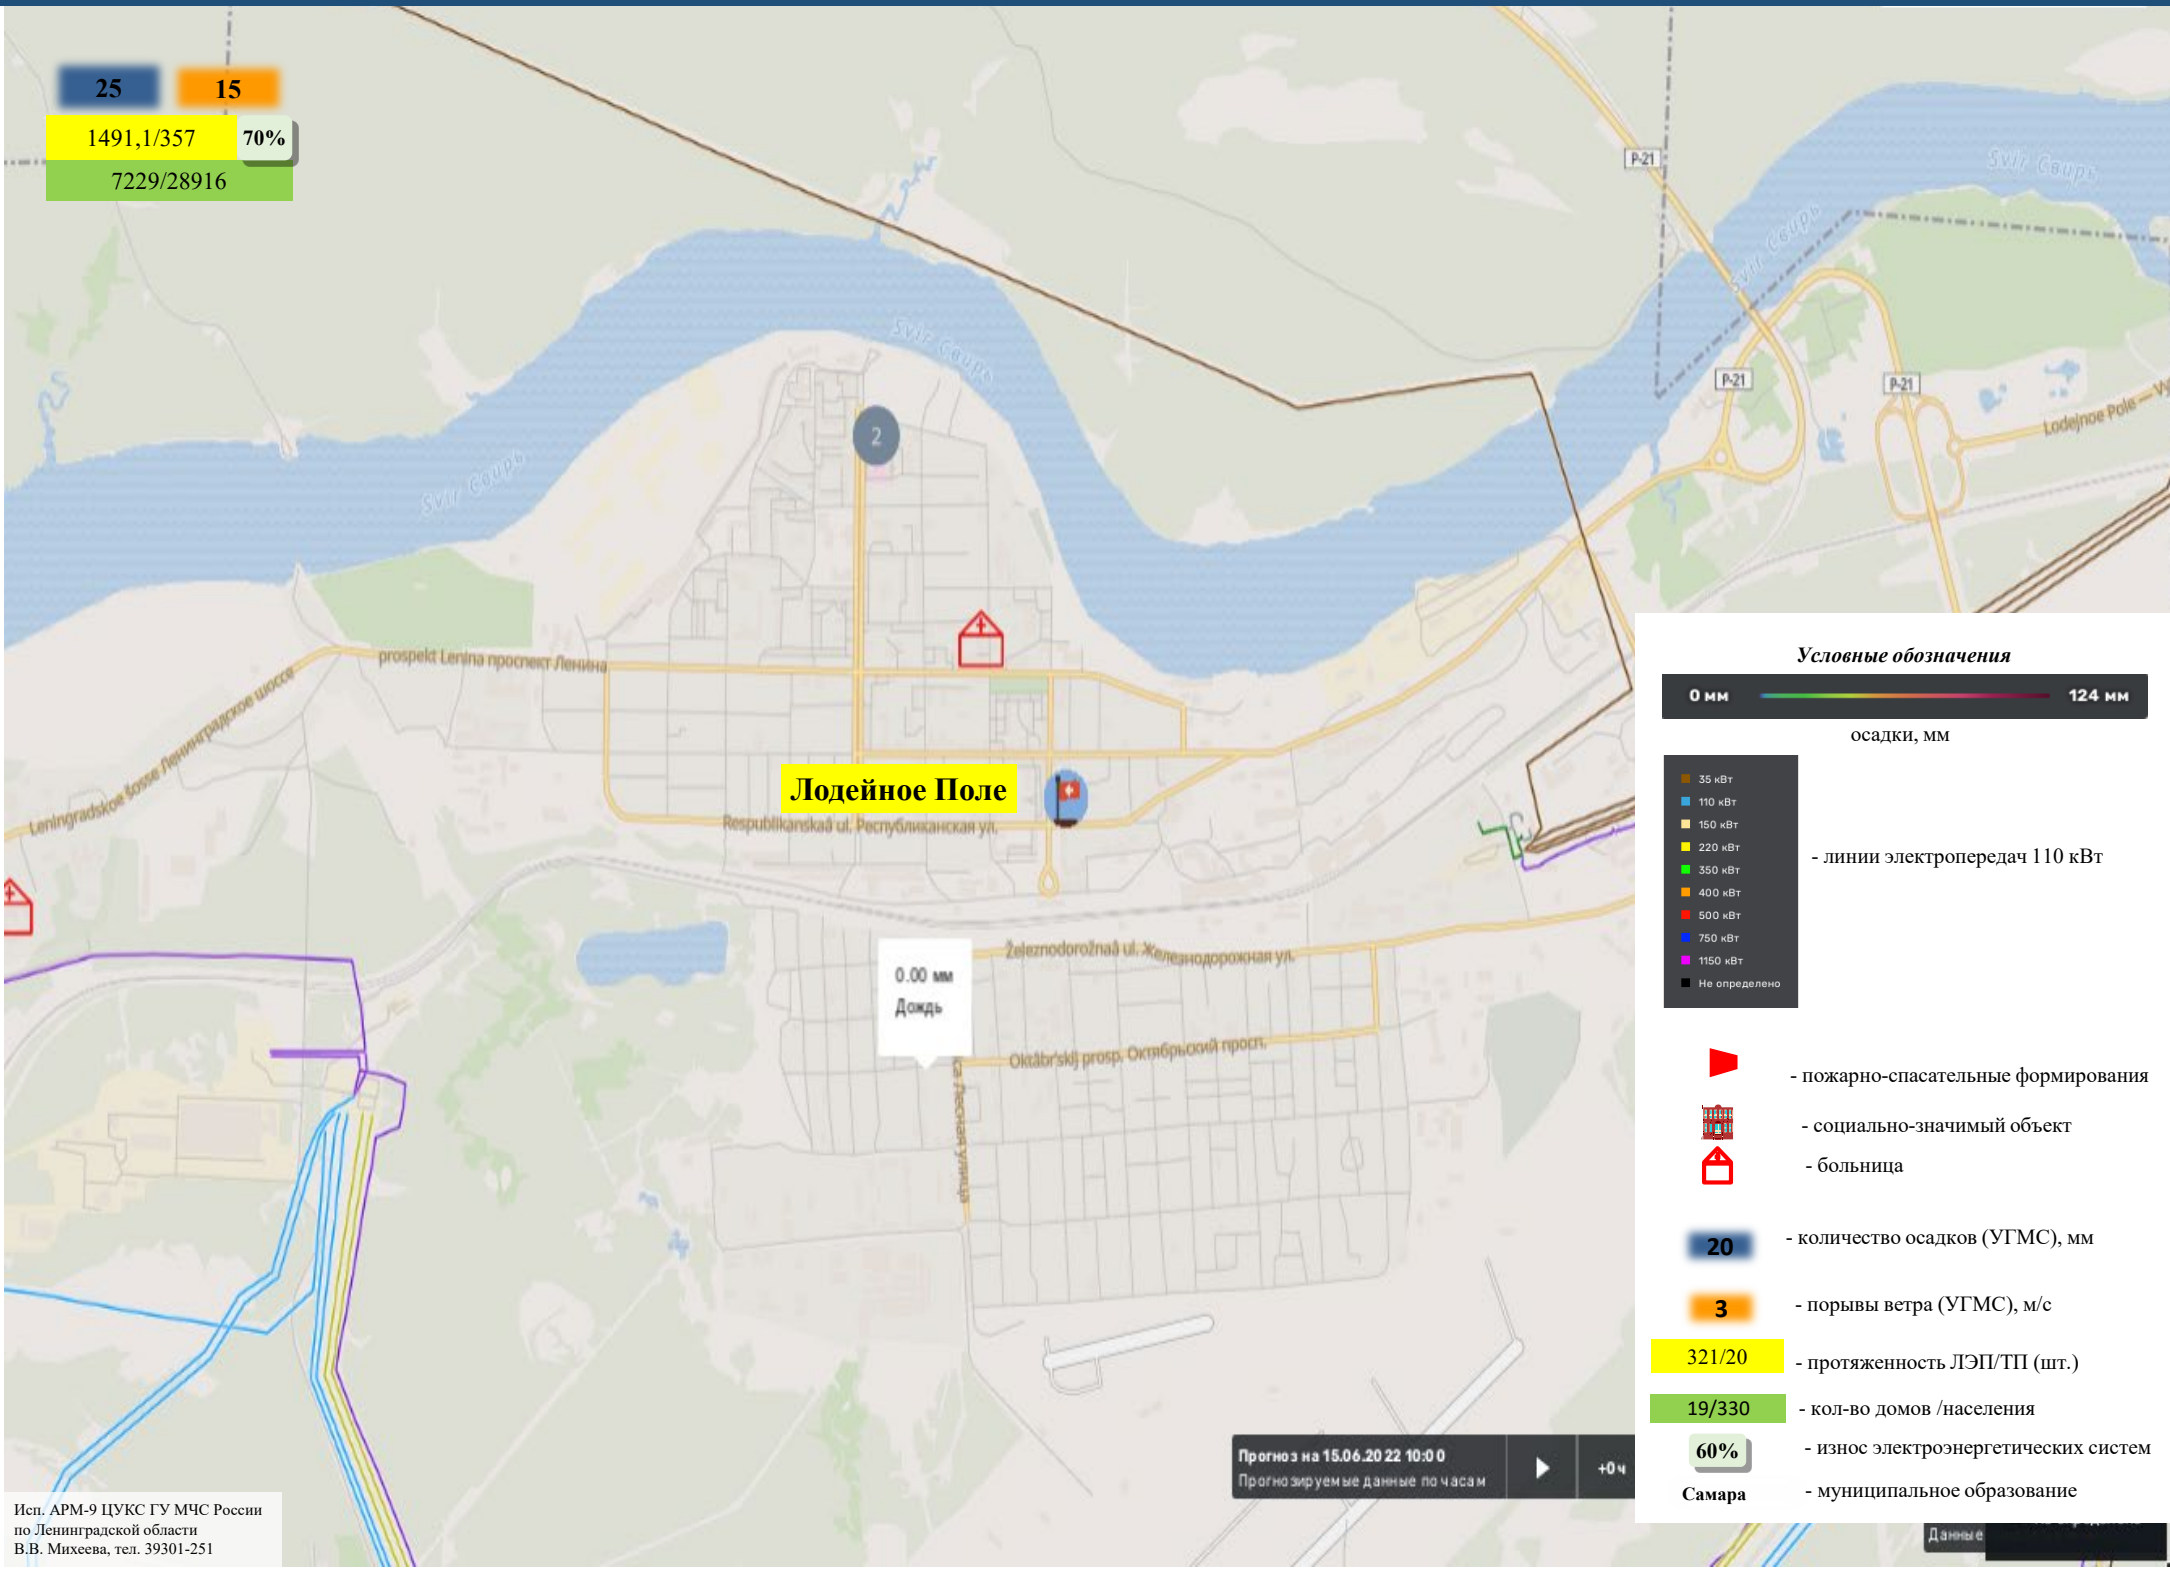 25 15
1491,1/357 70%
7229/28916
P-21
Svir Свирь
Svir Свирь
Svir Свирь
P-21
P-21
2
Lodejnoe Pole —
Svir Свирь
prospekt Lenina проспект Ленина
Leningradskoe šosse Ленинградское шоссе
Лодейное Поле
Respublikanskaâ ul. Республиканская ул.
Železnodorožnaâ ul. Железнодорожная ул.
0.00 мм
Дождь
Oktâbr'skij prosp. Октябрьский просп.
Лесная улица
Условные обозначения
0 мм 124 мм
осадки, мм
35 кВт
110 кВт
150 кВт
220 кВт
350 кВт
400 кВт
500 кВт
750 кВт
1150 кВт
Не определено
- линии электропередач 110 кВт
- пожарно-спасательные формирования
- социально-значимый объект
- больница
20 - количество осадков (УГМС), мм
3 - порывы ветра (УГМС), м/с
321/20 - протяженность ЛЭП/ТП (шт.)
19/330 - кол-во домов /населения
60% - износ электроэнергетических систем
Самара - муниципальное образование
Прогноз на 15.06.2022 10:00
Прогнозируемые данные по часам
+0 ч
Данные
Исп. АРМ-9 ЦУКС ГУ МЧС России
по Ленинградской области
В.В. Михеева, тел. 39301-251